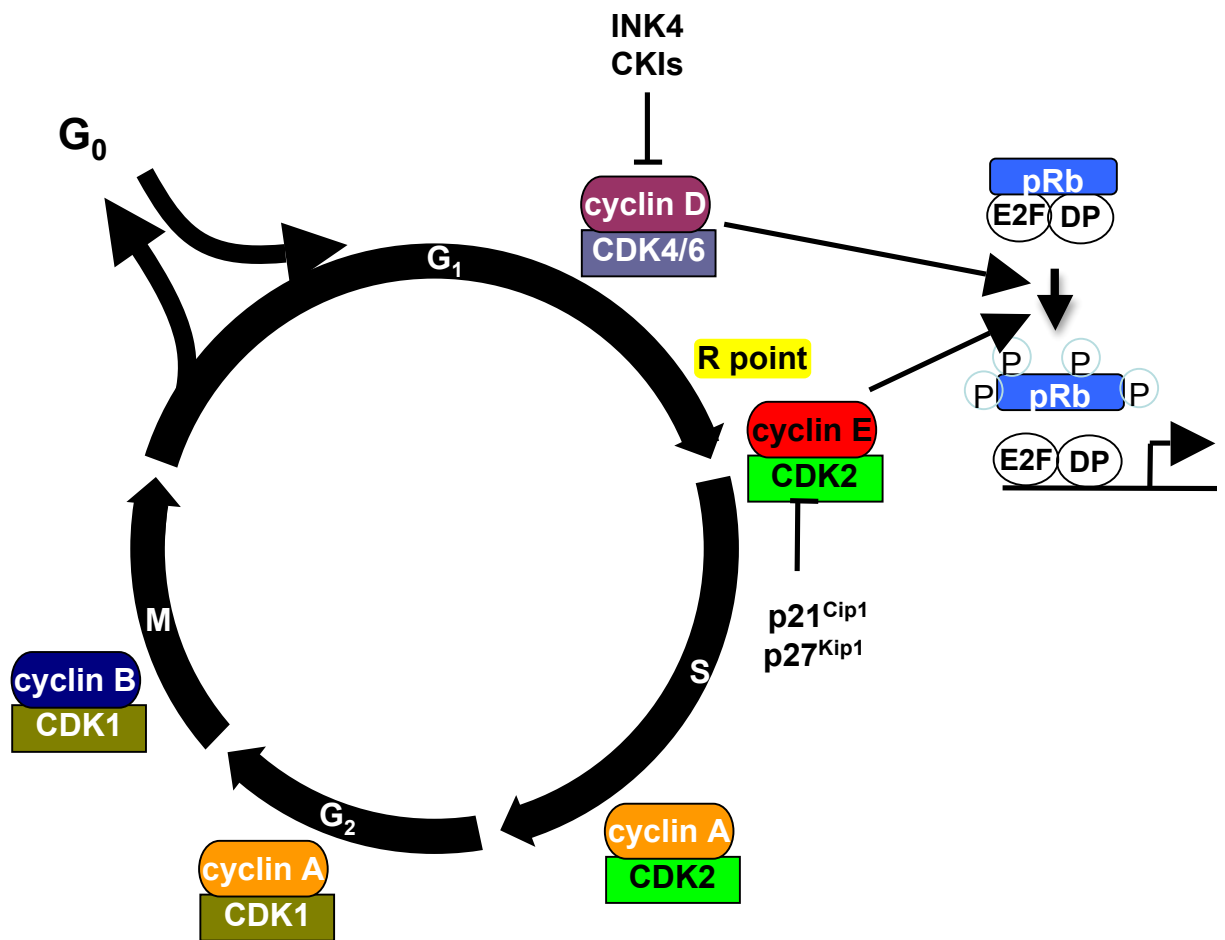 INK4
CKIs
G₀
cyclin D
CDK4/6
G₁
pRb
E2F DP
R point
P P
P pRb P
cyclin E
CDK2
E2F DP
p21ᶜⁱᵖ¹
p27ᴷⁱᵖ¹
M
S
cyclin B
CDK1
G₂
cyclin A
CDK2
cyclin A
CDK1